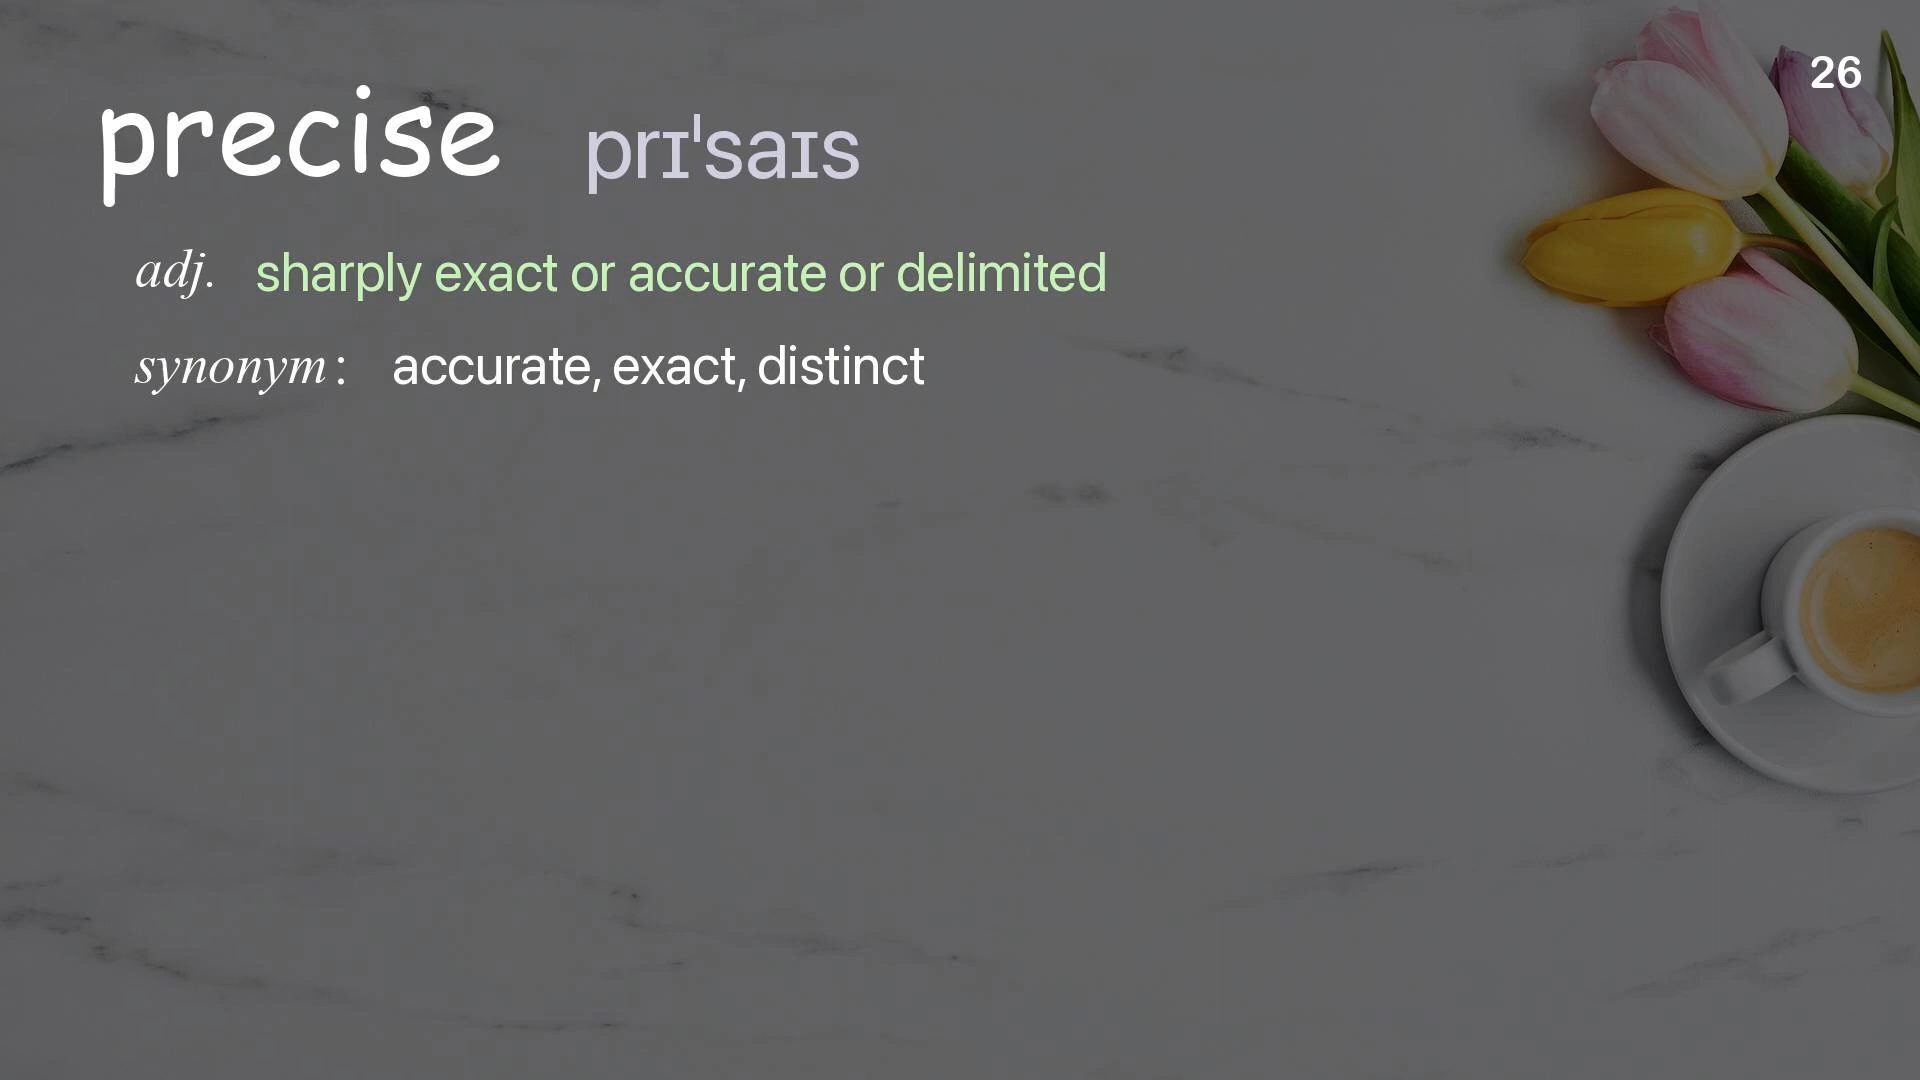 26
precise prɪˈsaɪs
adj. sharply exact or accurate or delimited
synonym: accurate, exact, distinct